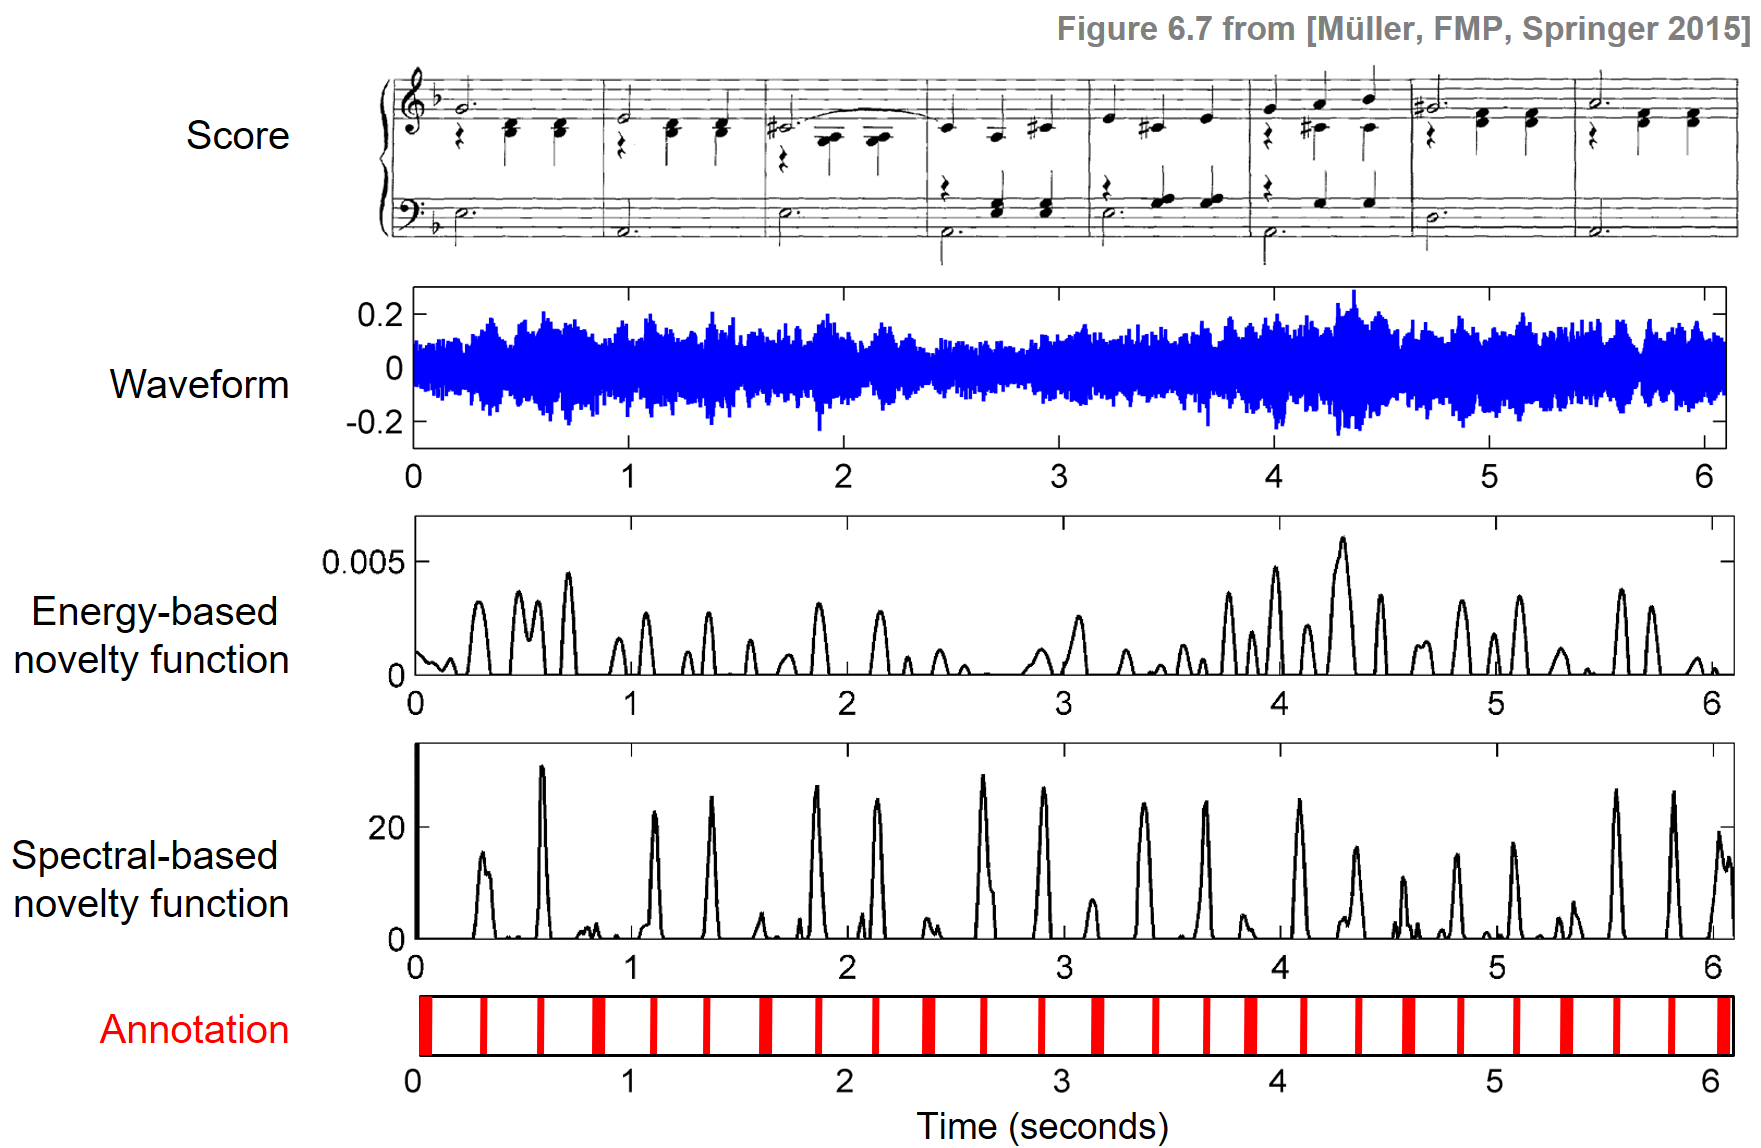 Figure 6.7 from [Müller, FMP, Springer 2015]
Score
Waveform
0.2
0
-0.2
0 1 2 3 4 5 6
Energy-based
novelty function
0.005
0
0 1 2 3 4 5 6
Spectral-based
novelty function
20
0
0 1 2 3 4 5 6
Annotation
0 1 2 3 4 5 6
Time (seconds)